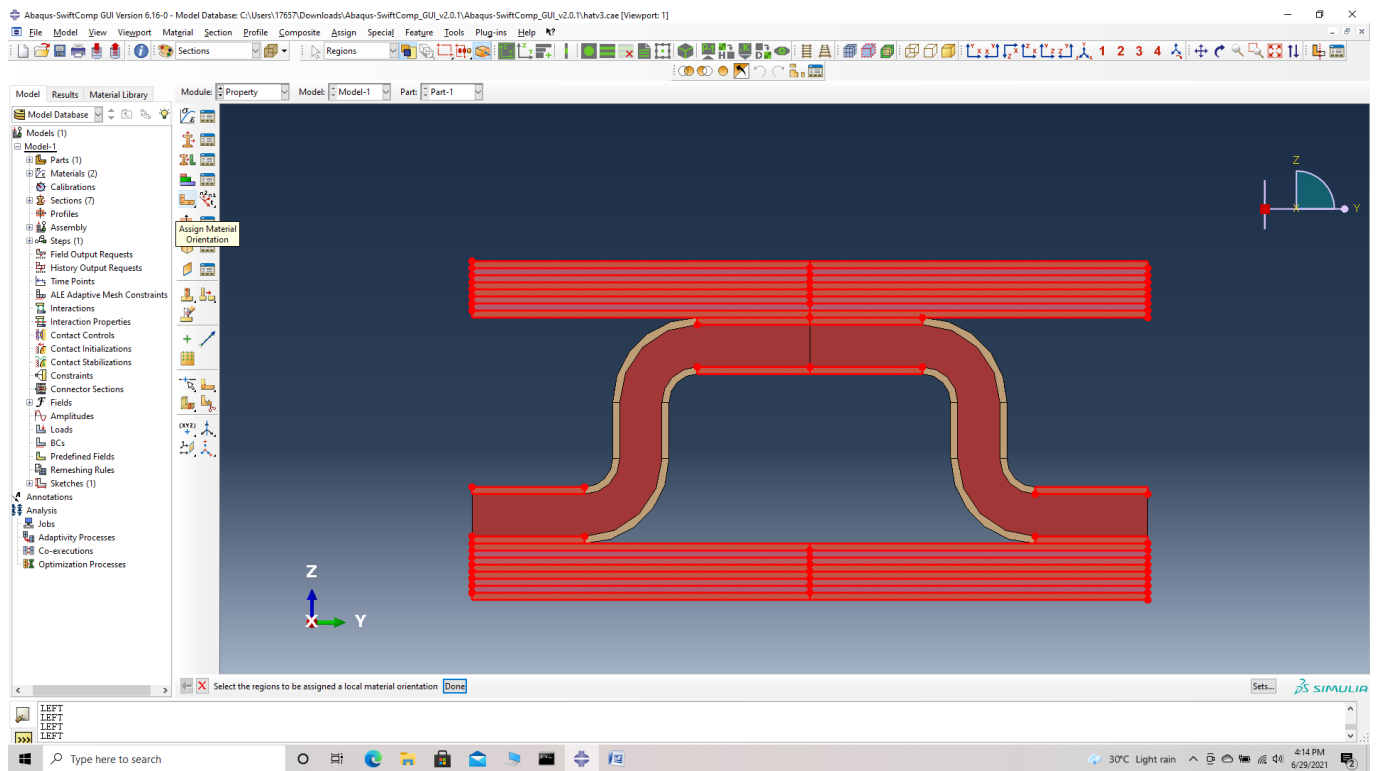 Abaqus-SwiftComp GUI Version 6.16-0 - Model Database: C:\Users\17657\Downloads\Abaqus-SwiftComp_GUI_v2.0.1\Abaqus-SwiftComp_GUI_v2.0.1\hatv3.cae [Viewport: 1]
File Model View Viewport Material Section Profile Composite Assign Special Feature Tools Plug-ins Help
Sections Regions 1 2 3 4
Model Results Material Library Module: Property Model: Model-1 Part: Part-1
Model Database
Models (1)
Model-1
Parts (1)
Materials (2)
Calibrations
Sections (7)
Profiles
Assembly
Steps (1)
Field Output Requests
History Output Requests
Time Points
ALE Adaptive Mesh Constraints
Interactions
Interaction Properties
Contact Controls
Contact Initializations
Contact Stabilizations
Constraints
Connector Sections
Fields
Amplitudes
Loads
BCs
Predefined Fields
Remeshing Rules
Sketches (1)
Annotations
Analysis
Jobs
Adaptivity Processes
Co-executions
Optimization Processes
Assign Material
Orientation
Z
X Y
Z
X Y
Select the regions to be assigned a local material orientation Done Sets... SIMULIA
LEFT
LEFT
LEFT
LEFT
Type here to search 30°C Light rain 4:14 PM
6/29/2021